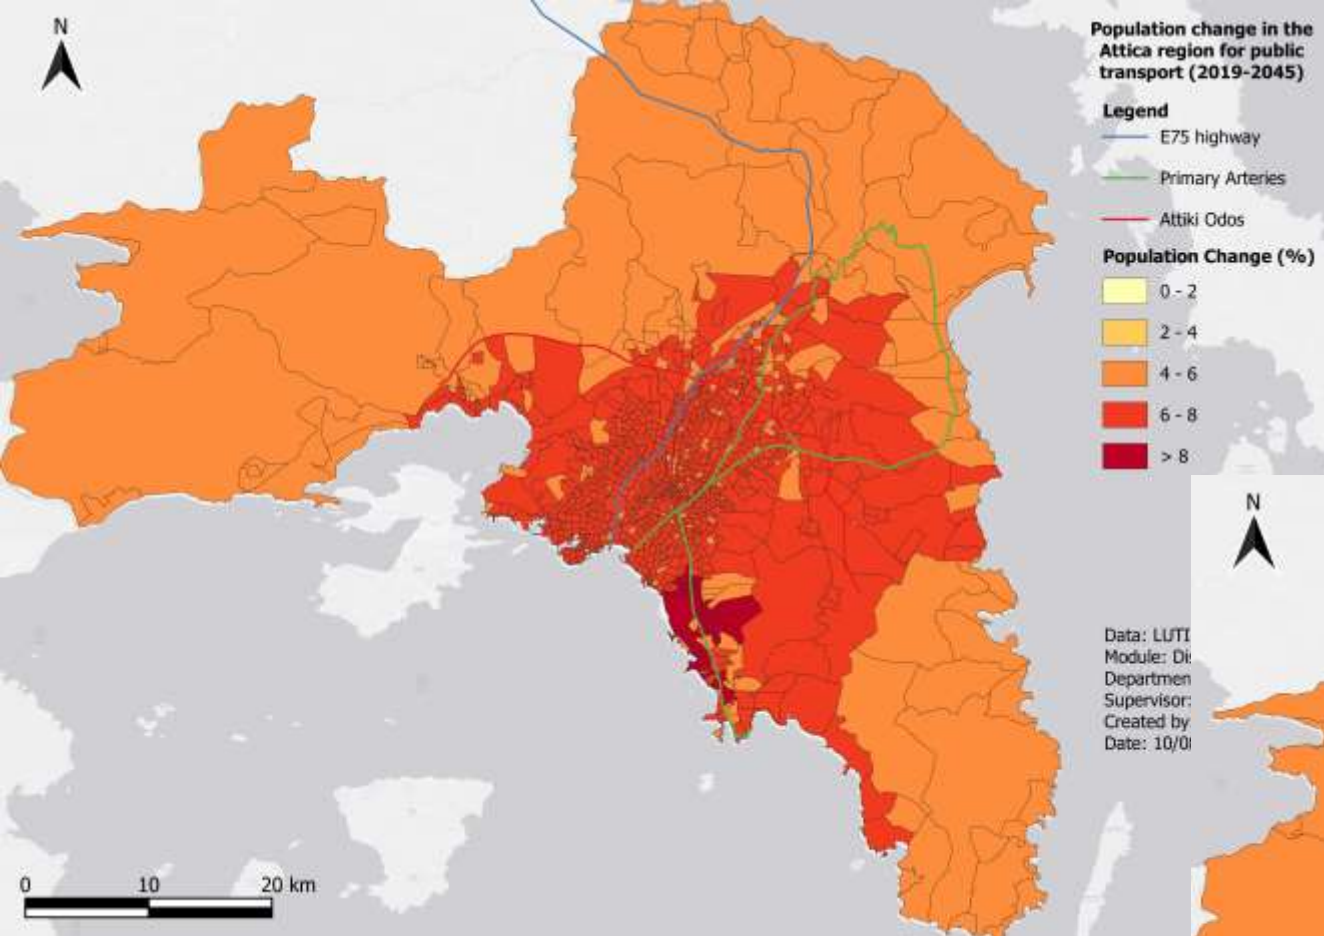 N
Population change in the
Attica region for public
transport (2019-2045)
Legend
E75 highway
Primary Arteries
Attiki Odos
Population Change (%)
0 - 2
2 - 4
4 - 6
6 - 8
> 8
N
Data: LUTI
Module:
Supervisor:
Created by
Date:
0 10 20 km